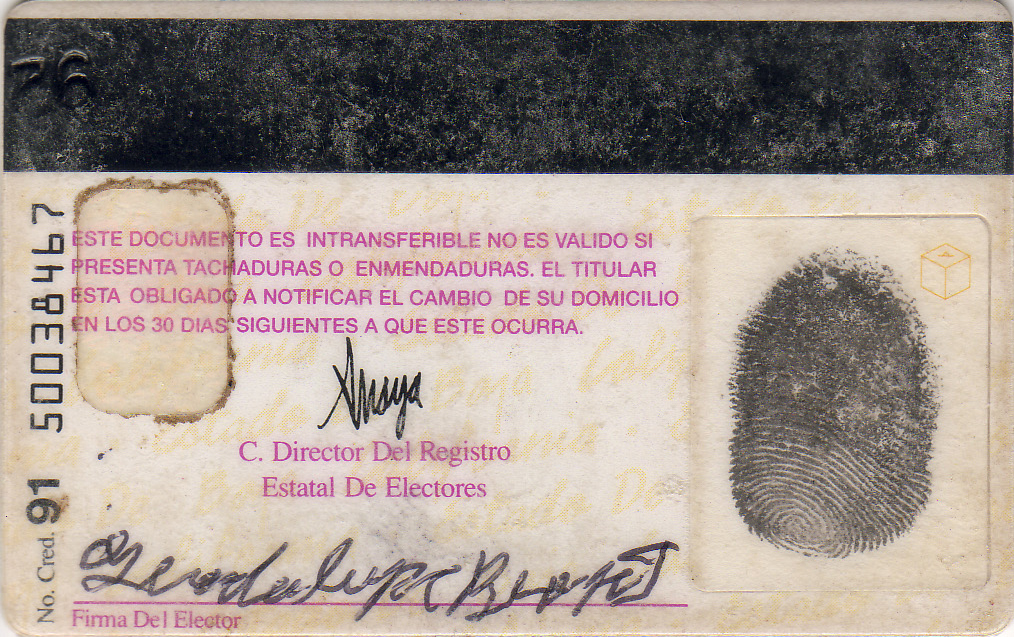 76
ESTE DOCUMENTO ES INTRANSFERIBLE NO ES VALIDO SI
PRESENTA TACHADURAS O ENMENDADURAS. EL TITULAR
ESTA OBLIGADO A NOTIFICAR EL CAMBIO DE SU DOMICILIO
EN LOS 30 DIAS SIGUIENTES A QUE ESTE OCURRA.
Anaya
C. Director Del Registro
Estatal De Electores
Guadalupe
Firma Del Elector
No. Cred. 91 50038467